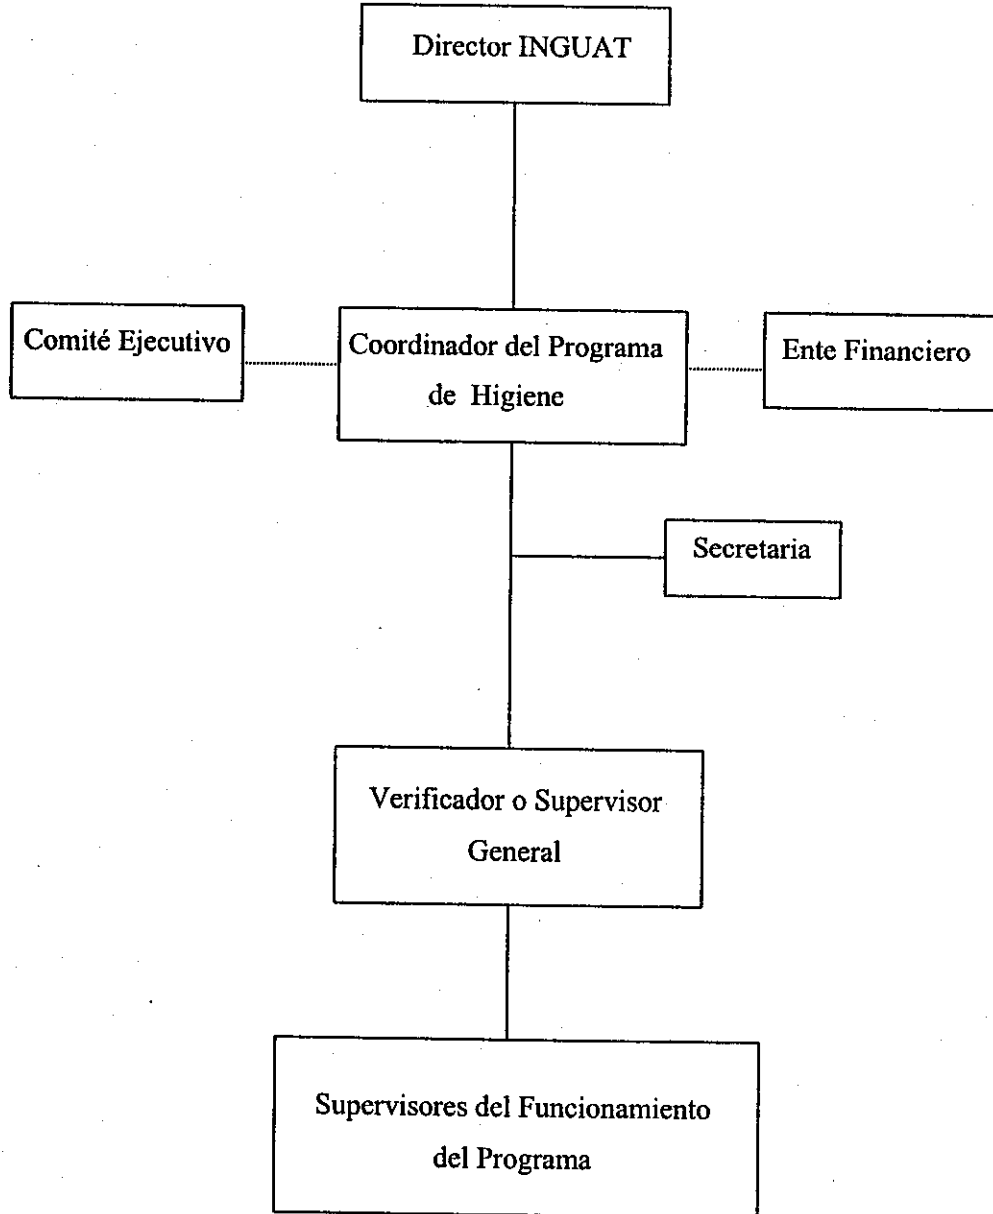 Director INGUAT
Comité Ejecutivo
Coordinador del Programa
de Higiene
Ente Financiero
Secretaria
Verificador o Supervisor
General
Supervisores del Funcionamiento
del Programa